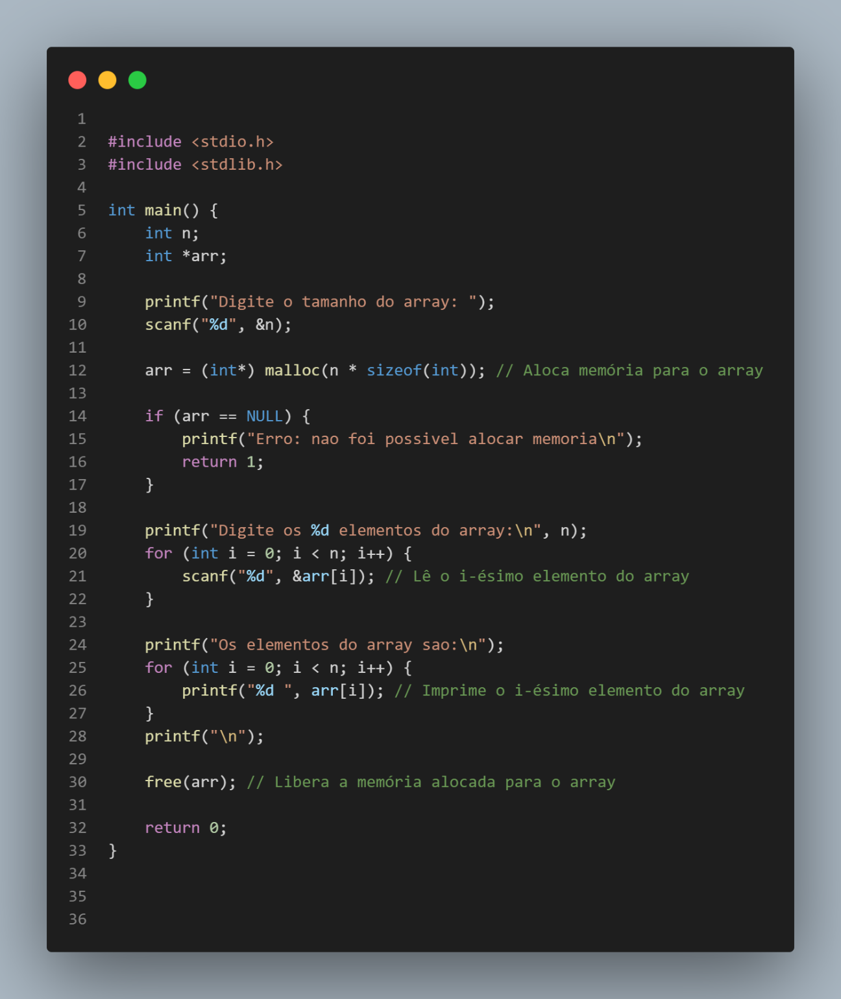 1
2 #include <stdio.h>
3 #include <stdlib.h>
4
5 int main() {
6     int n;
7     int *arr;
8
9     printf("Digite o tamanho do array: ");
10     scanf("%d", &n);
11
12     arr = (int*) malloc(n * sizeof(int)); // Aloca memória para o array
13
14     if (arr == NULL) {
15         printf("Erro: nao foi possivel alocar memoria\n");
16         return 1;
17     }
18
19     printf("Digite os %d elementos do array:\n", n);
20     for (int i = 0; i < n; i++) {
21         scanf("%d", &arr[i]); // Lê o i-ésimo elemento do array
22     }
23
24     printf("Os elementos do array sao:\n");
25     for (int i = 0; i < n; i++) {
26         printf("%d ", arr[i]); // Imprime o i-ésimo elemento do array
27     }
28     printf("\n");
29
30     free(arr); // Libera a memória alocada para o array
31
32     return 0;
33 }
34
35
36